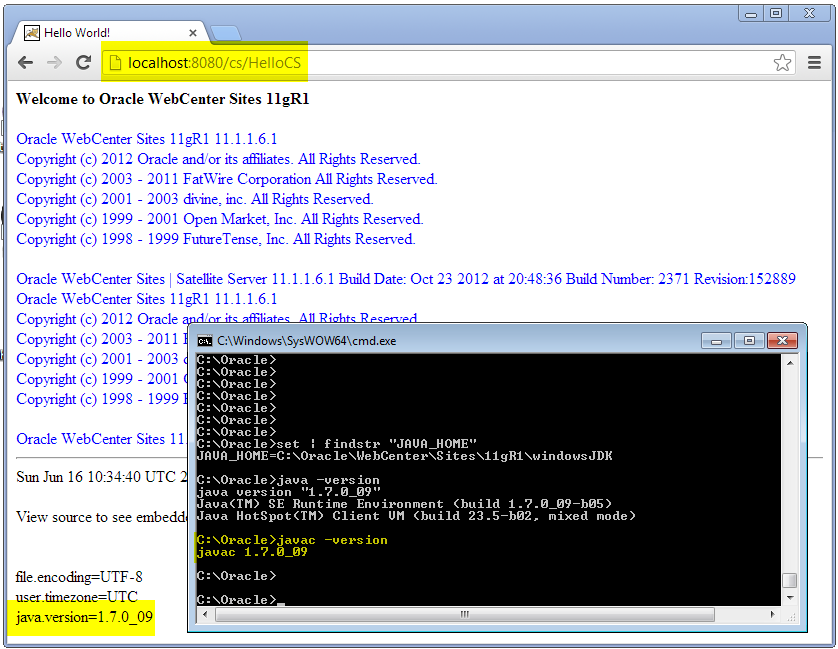 Hello World!
localhost:8080/cs/HelloCS
Welcome to Oracle WebCenter Sites 11gR1
Oracle WebCenter Sites 11gR1 11.1.1.6.1
Copyright (c) 2012 Oracle and/or its affiliates. All Rights Reserved.
Copyright (c) 2003 - 2011 FatWire Corporation All Rights Reserved.
Copyright (c) 2001 - 2003 divine, inc. All Rights Reserved.
Copyright (c) 1999 - 2001 Open Market, Inc. All Rights Reserved.
Copyright (c) 1998 - 1999 FutureTense, Inc. All Rights Reserved.
Oracle WebCenter Sites | Satellite Server 11.1.1.6.1 Build Date: Oct 23 2012 at 20:48:36 Build Number: 2371 Revision:152889
Oracle WebCenter Sites 11gR1 11.1.1.6.1
Copyright (c) 2012 Oracle and/or its affiliates. All Rights Reserved.
Copyright (c) 2003 - 2011
Copyright (c) 2001 - 2003
Copyright (c) 1999 - 2001
Copyright (c) 1998 - 1999
Oracle WebCenter Sites 11.
Sun Jun 16 10:34:40 UTC 2
View source to see embedde
file.encoding=UTF-8
user.timezone=UTC
java.version=1.7.0_09
C:\Windows\SysWOW64\cmd.exe
C:\Oracle>
C:\Oracle>
C:\Oracle>
C:\Oracle>
C:\Oracle>
C:\Oracle>
C:\Oracle>
C:\Oracle>set | findstr "JAVA_HOME"
JAVA_HOME=C:\Oracle\WebCenter\Sites\11gR1\windowsJDK
C:\Oracle>java -version
java version "1.7.0_09"
Java(TM) SE Runtime Environment (build 1.7.0_09-b05)
Java HotSpot(TM) Client VM (build 23.5-b02, mixed mode)
C:\Oracle>javac -version
javac 1.7.0_09
C:\Oracle>
C:\Oracle>_